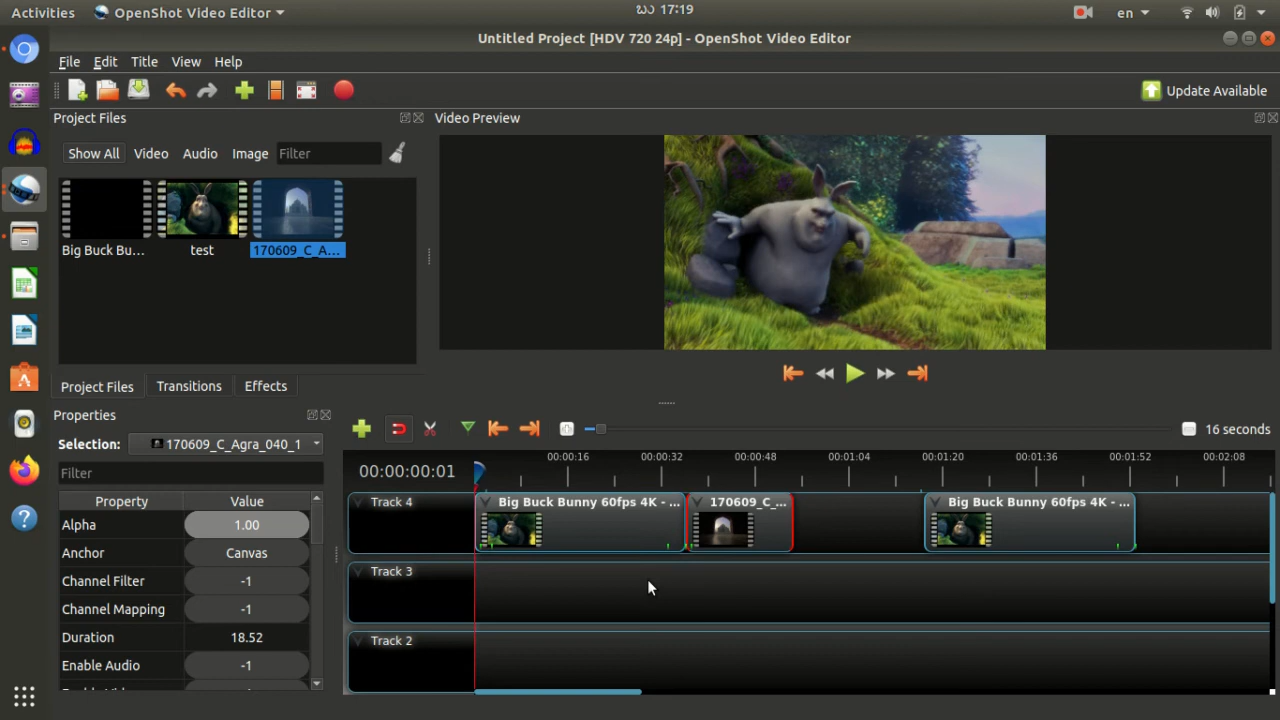 Activities OpenShot Video Editor ພາ 17:19 en
Untitled Project [HDV 720 24p] - OpenShot Video Editor
File Edit Title View Help
Update Available
Project Files
Video Preview
Show All Video Audio Image Filter
Big Buck Bu... test 170609_C_A...
Project Files Transitions Effects
Properties
Selection: 170609_C_Agra_040_1
Filter
Property Value
Alpha 1.00
Anchor Canvas
Channel Filter -1
Channel Mapping -1
Duration 18.52
Enable Audio -1
16 seconds
00:00:00:01
00:00:16 00:00:32 00:00:48 00:01:04 00:01:20 00:01:36 00:01:52 00:02:08
Track 4
Big Buck Bunny 60fps 4K - ... 170609_C_... Big Buck Bunny 60fps 4K - ...
Track 3
Track 2